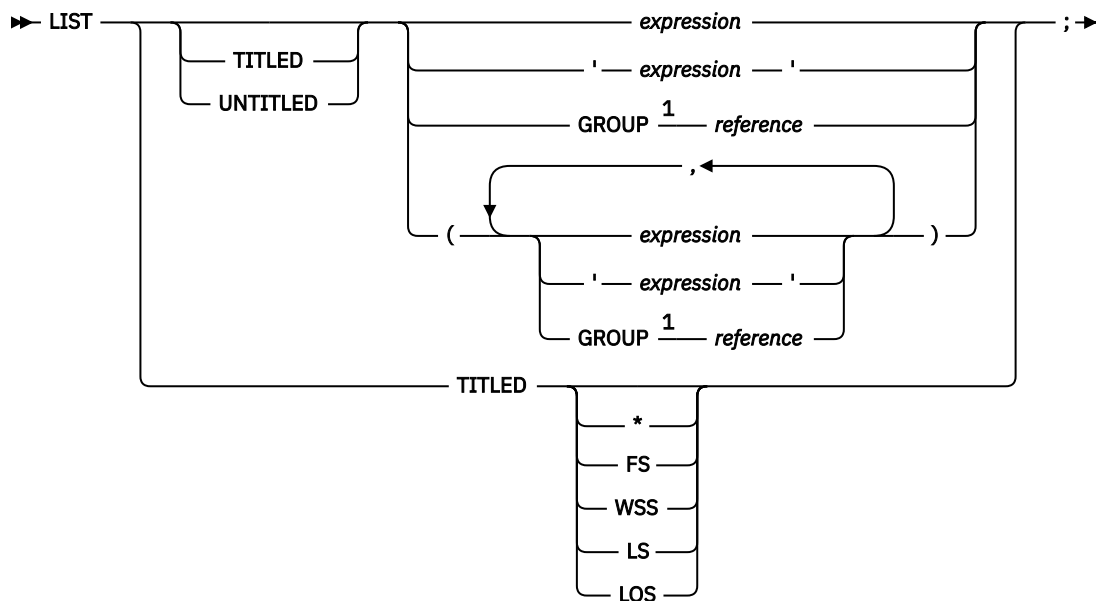 LIST expression ;
TITLED
' expression '
UNTITLED
GROUP 1 reference
,
( expression )
' expression '
GROUP 1 reference
TITLED
*
FS
WSS
LS
LOS